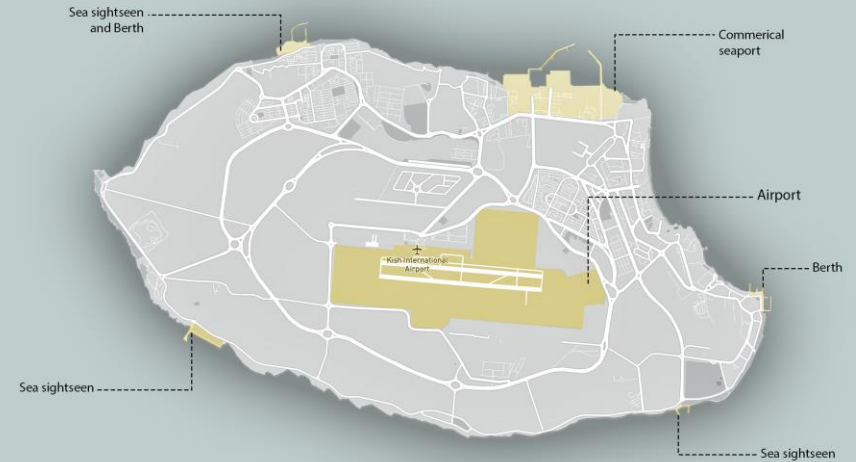 Sea sightseen
and Berth
Commerical
seaport
Airport
Kish International
Airport
Berth
Sea sightseen
Sea sightseen